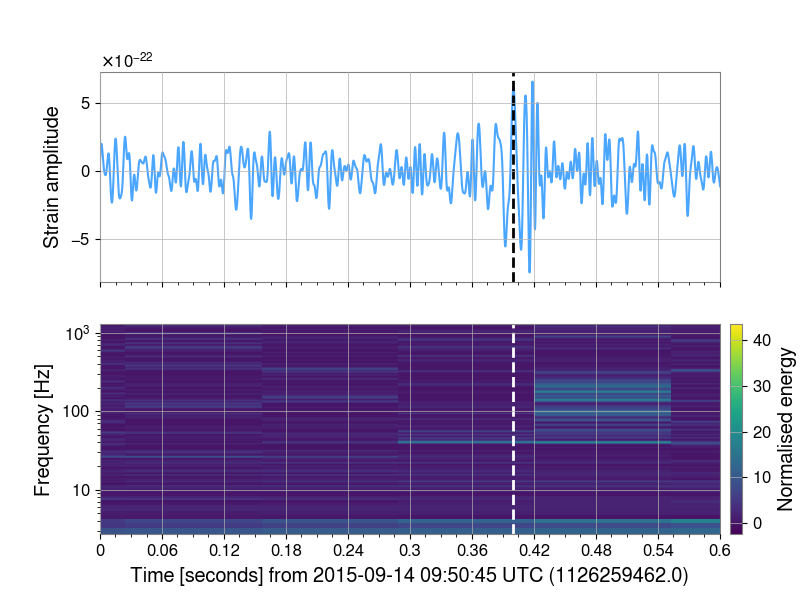 ×10⁻²²
5
0
−5
Strain amplitude
10³
100
10
Frequency [Hz]
40
30
20
10
0
Normalised energy
0 0.06 0.12 0.18 0.24 0.3 0.36 0.42 0.48 0.54 0.6
Time [seconds] from 2015-09-14 09:50:45 UTC (1126259462.0)